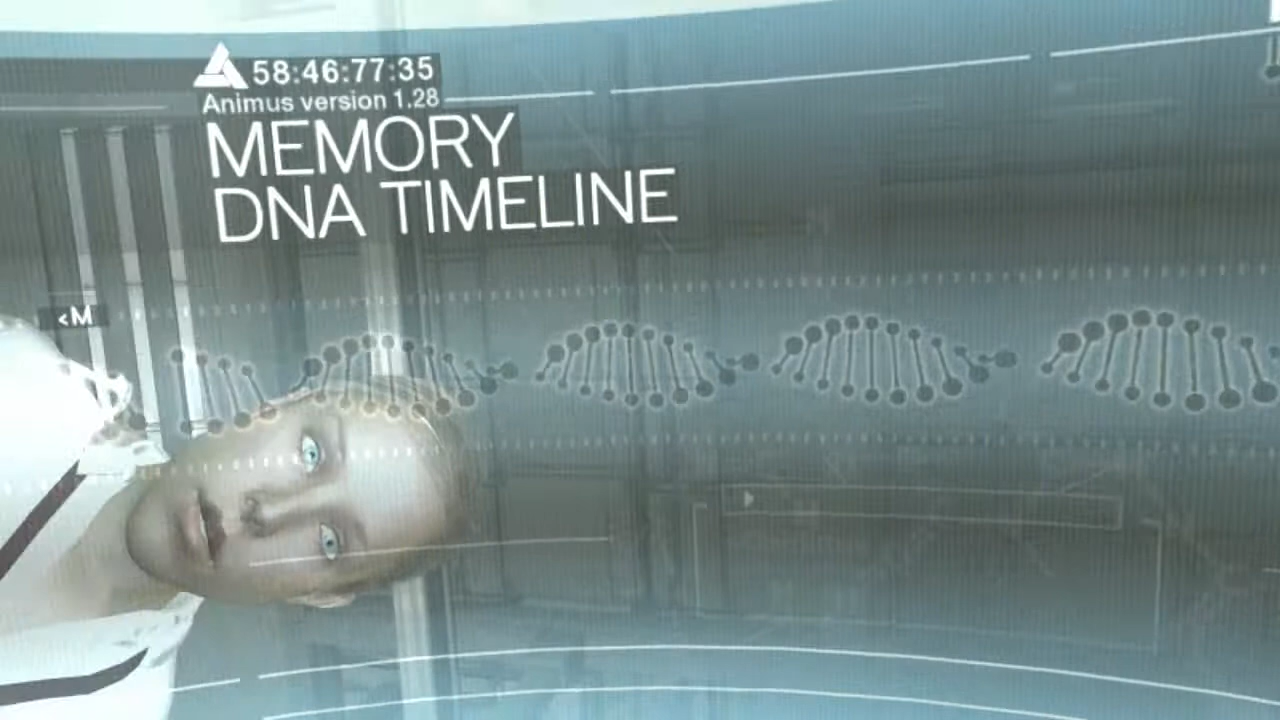 58:46:77:35
Animus version 1.28
MEMORY
DNA TIMELINE
<M